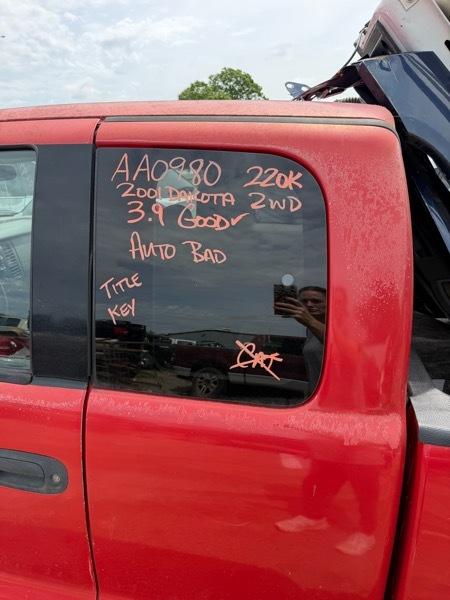 AA0980 220K
2001 DAKOTA 2WD
3.9 GOOD✓
AUTO BAD
TITLE
KEY
CAT